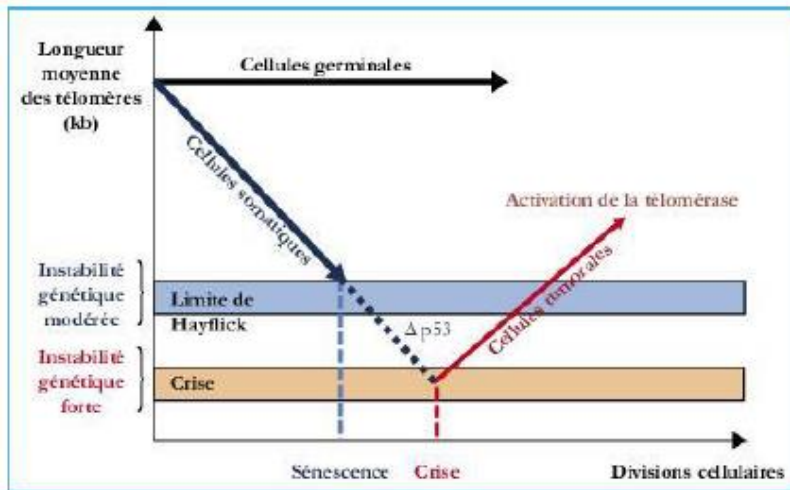 Longueur
moyenne
des télomères
(kb)
Cellules germinales
Cellules somatiques
Activation de la télomérase
Cellules tumorales
Instabilité
génétique
modérée
Limite de
Hayflick
Δp53
Instabilité
génétique
forte
Crise
Sénescence
Crise
Divisions cellulaires